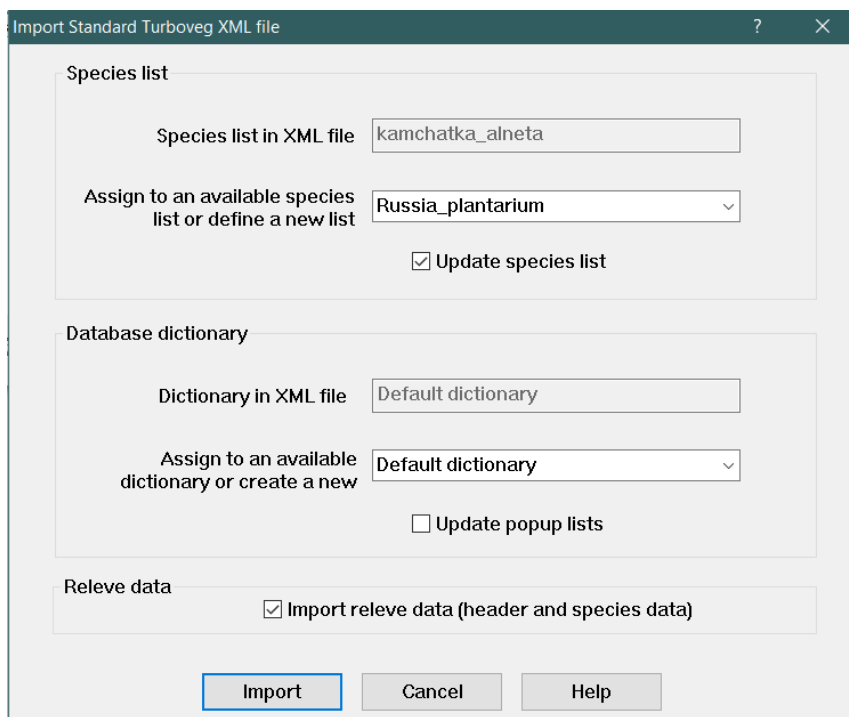 Import Standard Turboveg XML file ?
Species list
Species list in XML file kamchatka_alneta
Assign to an available species
list or define a new list Russia_plantarium
Update species list
Database dictionary
Dictionary in XML file Default dictionary
Assign to an available
dictionary or create a new Default dictionary
Update popup lists
Releve data
Import releve data (header and species data)
Import Cancel Help